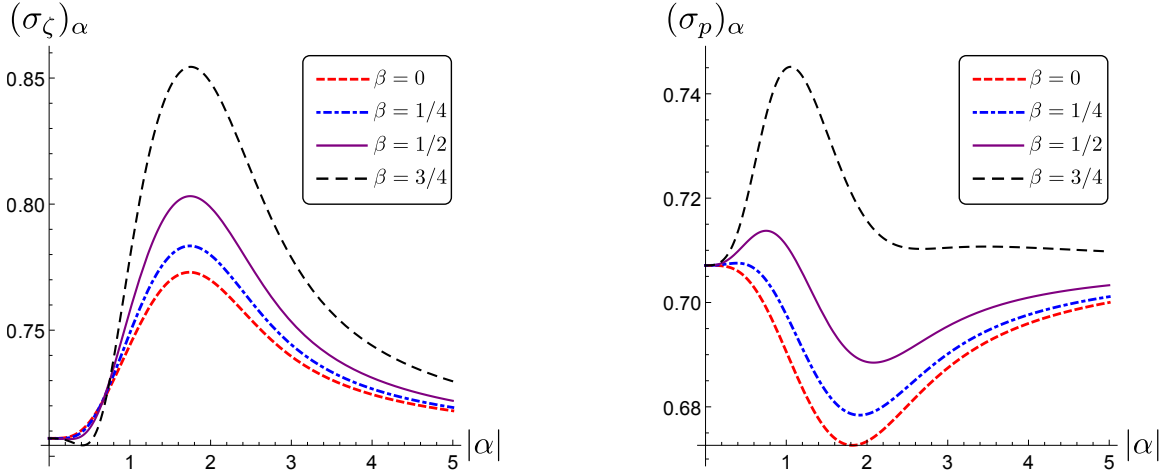 (σ_ζ)_α
0.85
0.80
0.75
1 2 3 4 5 |α|
β = 0
β = 1/4
β = 1/2
β = 3/4
(σ_p)_α
0.74
0.72
0.70
0.68
1 2 3 4 5 |α|
β = 0
β = 1/4
β = 1/2
β = 3/4